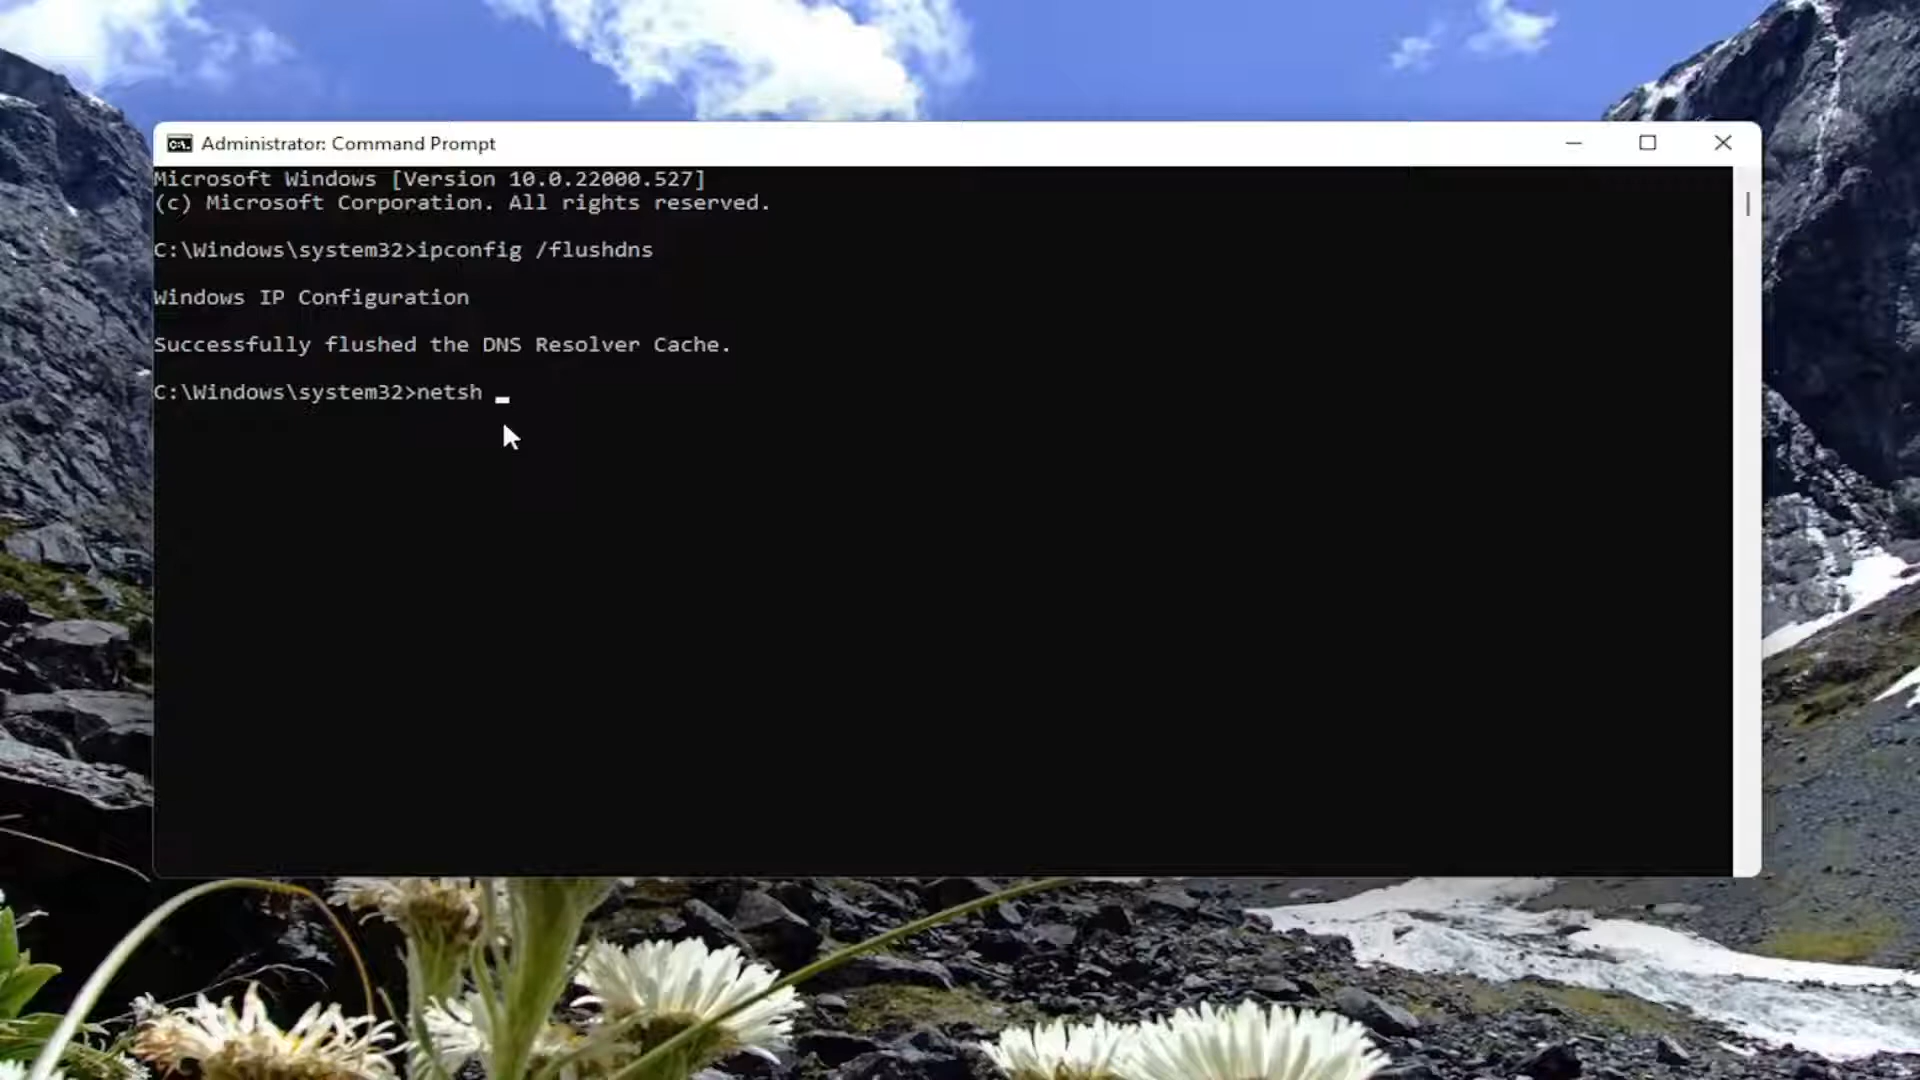 Administrator: Command Prompt
Microsoft Windows [Version 10.0.22000.527]
(c) Microsoft Corporation. All rights reserved.
C:\Windows\system32>ipconfig /flushdns
Windows IP Configuration
Successfully flushed the DNS Resolver Cache.
C:\Windows\system32>netsh